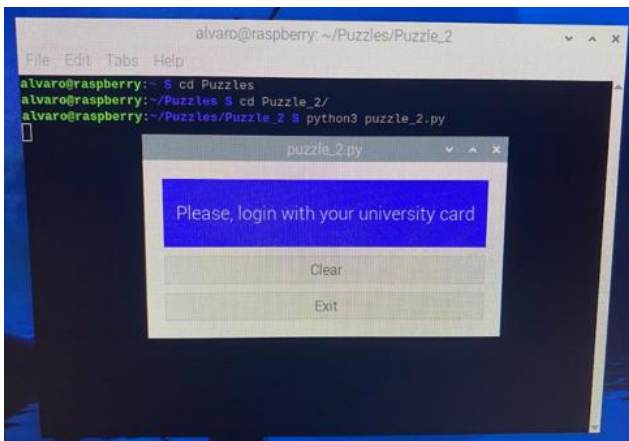 alvaro@raspberry: ~/Puzzles/Puzzle_2
File Edit Tabs Help
alvaro@raspberry:~ $ cd Puzzles
alvaro@raspberry:~/Puzzles $ cd Puzzle_2/
alvaro@raspberry:~/Puzzles/Puzzle_2 $ python3 puzzle_2.py
puzzle_2.py
Please, login with your university card
Clear
Exit